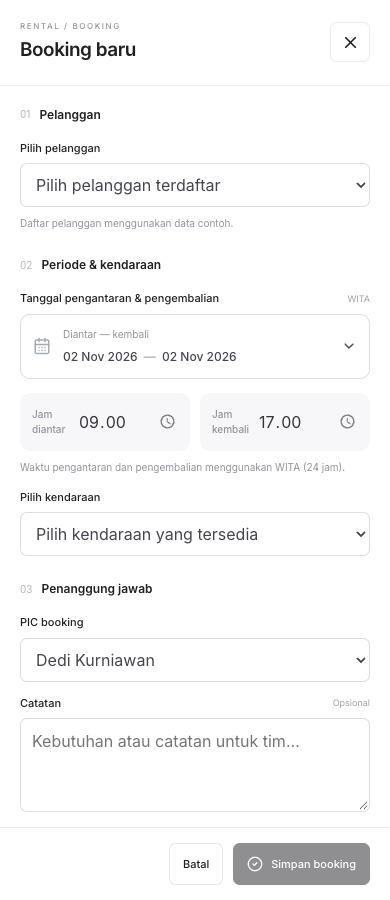 RENTAL / BOOKING
Booking baru
01 Pelanggan
Pilih pelanggan
Pilih pelanggan terdaftar
Daftar pelanggan menggunakan data contoh.
02 Periode & kendaraan
Tanggal pengantaran & pengembalian WITA
Diantar — kembali
02 Nov 2026 — 02 Nov 2026
Jam diantar 09.00
Jam kembali 17.00
Waktu pengantaran dan pengembalian menggunakan WITA (24 jam).
Pilih kendaraan
Pilih kendaraan yang tersedia
03 Penanggung jawab
PIC booking
Dedi Kurniawan
Catatan Opsional
Kebutuhan atau catatan untuk tim...
Batal Simpan booking